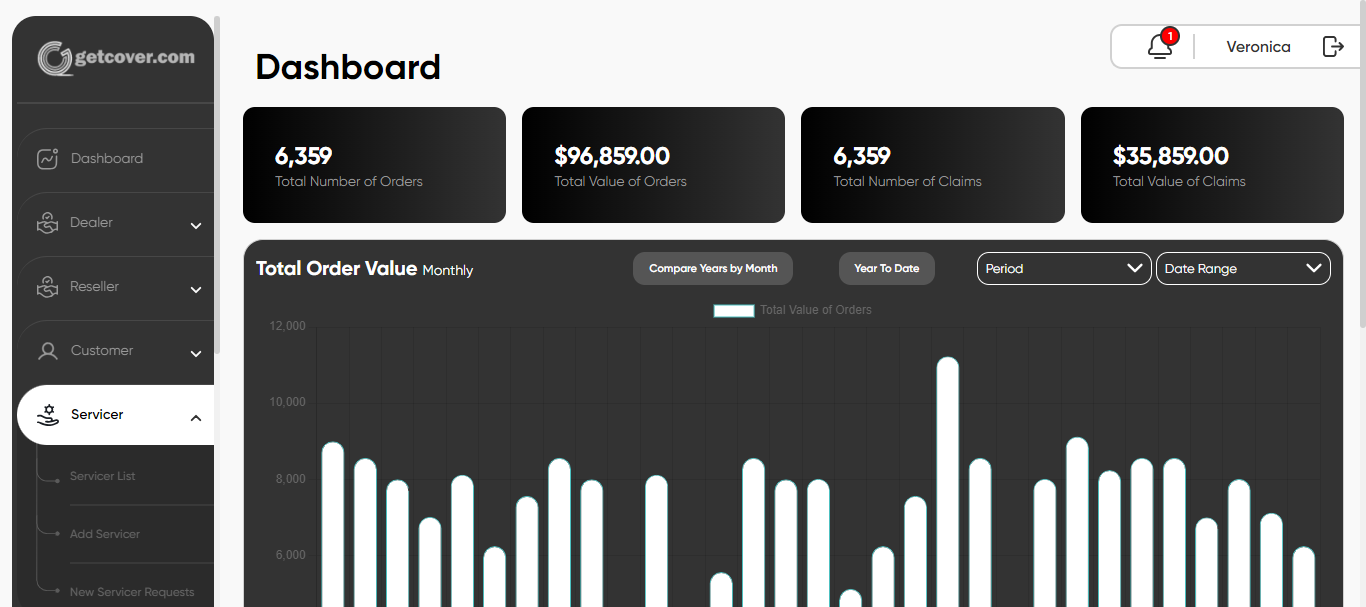 getcover.com
Dashboard
Dealer
Reseller
Customer
Servicer
Servicer List
Add Servicer
New Servicer Requests
Dashboard
1
Veronica
6,359
Total Number of Orders
$96,859.00
Total Value of Orders
6,359
Total Number of Claims
$35,859.00
Total Value of Claims
Total Order Value Monthly
Compare Years by Month
Year To Date
Period
Date Range
Total Value of Orders
12,000
10,000
8,000
6,000